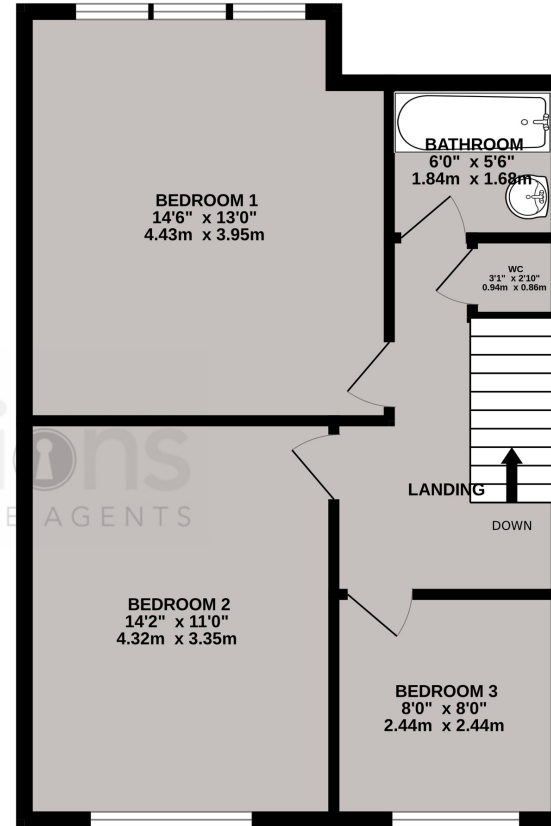 BATHROOM
6'0" x 5'6"
1.84m x 1.68m
BEDROOM 1
14'6" x 13'0"
4.43m x 3.95m
WC
3'1" x 2'10"
0.94m x 0.86m
LANDING
DOWN
AGENTS
BEDROOM 2
14'2" x 11'0"
4.32m x 3.35m
BEDROOM 3
8'0" x 8'0"
2.44m x 2.44m